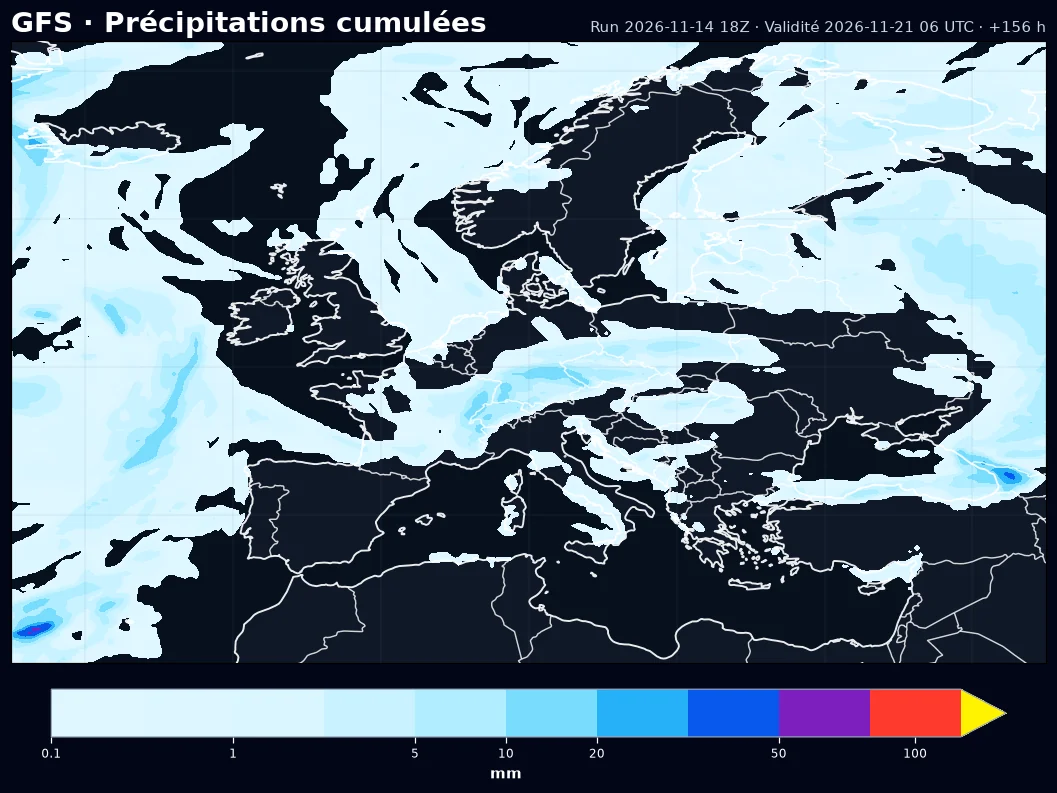 GFS · Précipitations cumulées
Run 2026-11-14 18Z · Validité 2026-11-21 06 UTC · +156 h
0.1 1 5 10 20 50 100
mm